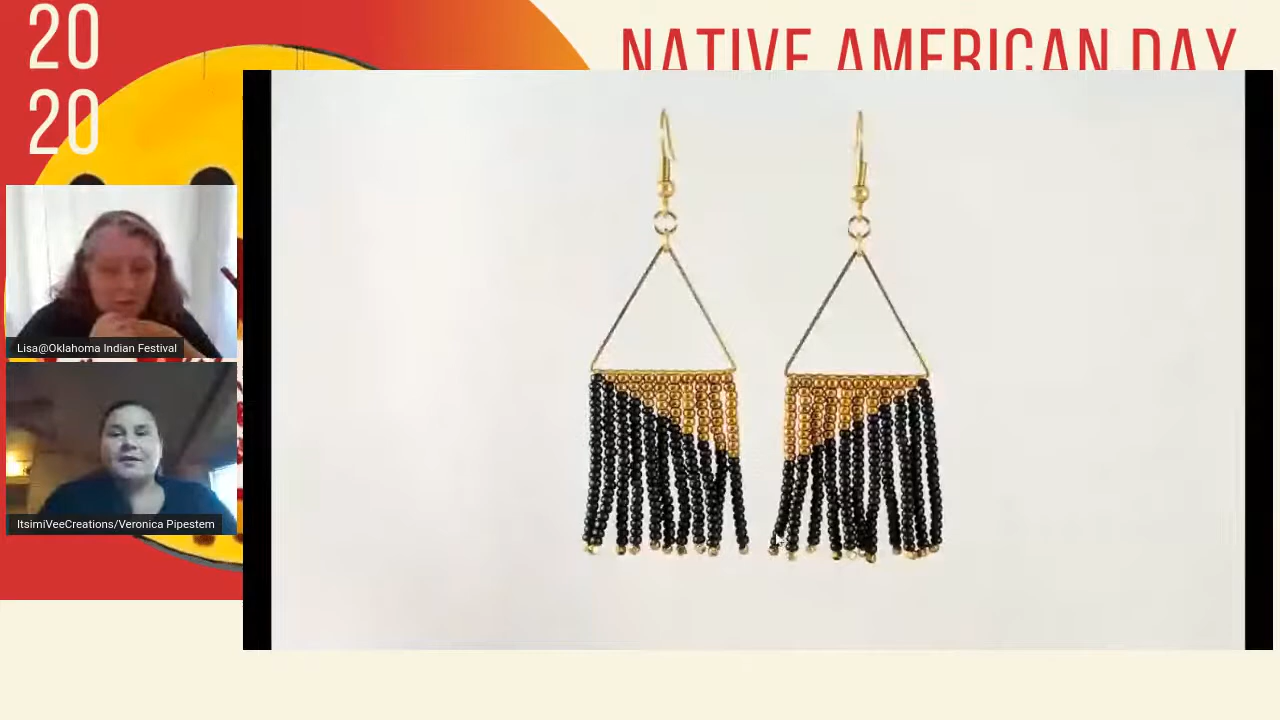 20
20
NATIVE AMERICAN DAY
Lisa@Oklahoma Indian Festival
ItsimiVeeCreations/Veronica Pipestem